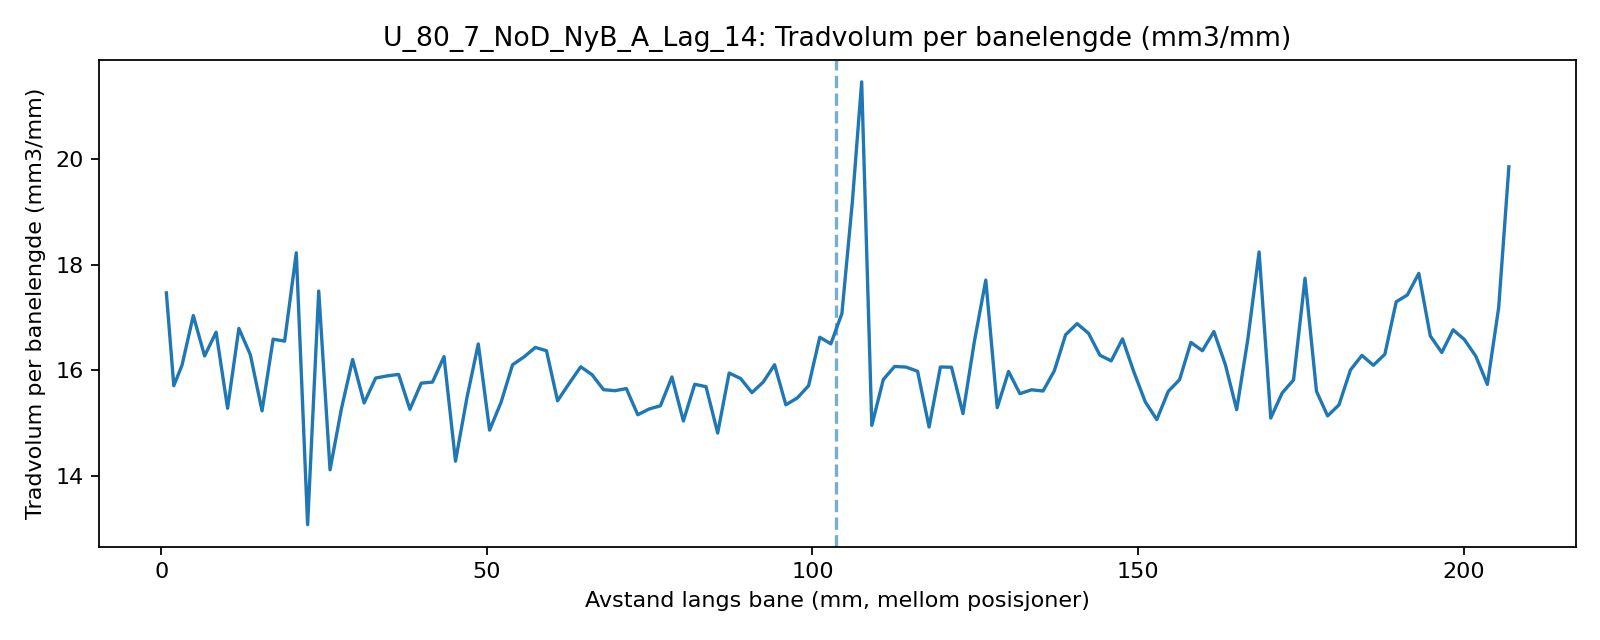 U_80_7_NoD_NyB_A_Lag_14: Tradvolum per banelengde (mm3/mm)
Tradvolum per banelengde (mm3/mm)
20
18
16
14
0 50 100 150 200
Avstand langs bane (mm, mellom posisjoner)